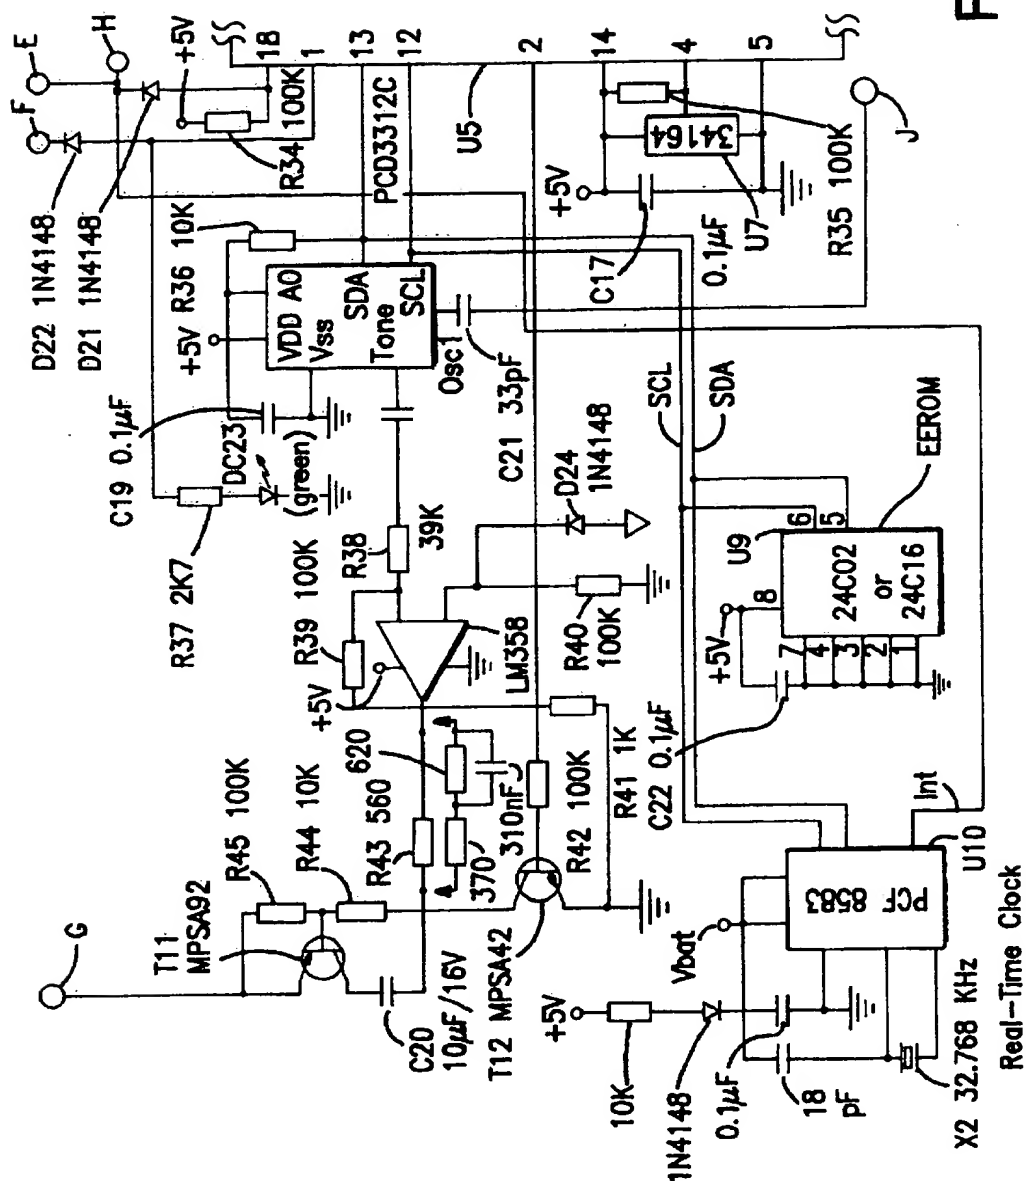 F
E
H
D22 1N4148
D21 1N4148
+5V
18
1
13
12
2
14
4
5
R34 100K
PCD3312C
U5
R36 10K
+5V
VDD A0
Vss
SDA
Tone
SCL
Osc1
C19 0.1µF
DC23
(green)
R37 2K7
C21 33pF
+5V
C17
0.1µF
U7
34164
R35 100K
J
R38
39K
R39 100K
+5V
LM358
D24
1N4148
R40
100K
SCL
SDA
EEROM
U9
6
5
8
24C02
or
24C16
7
4
3
2
1
+5V
C22 0.1µF
G
T11
MPSA92
R45 100K
R44 10K
R43 560
620
370
310nF
R42 100K
R41 1K
C20
10µF/16V
T12 MPSA42
+5V
10K
1N4148
0.1µF
18
pF
Vbat
PCF
8583
U10
Int
X2 32.768 KHz
Real-Time Clock
F